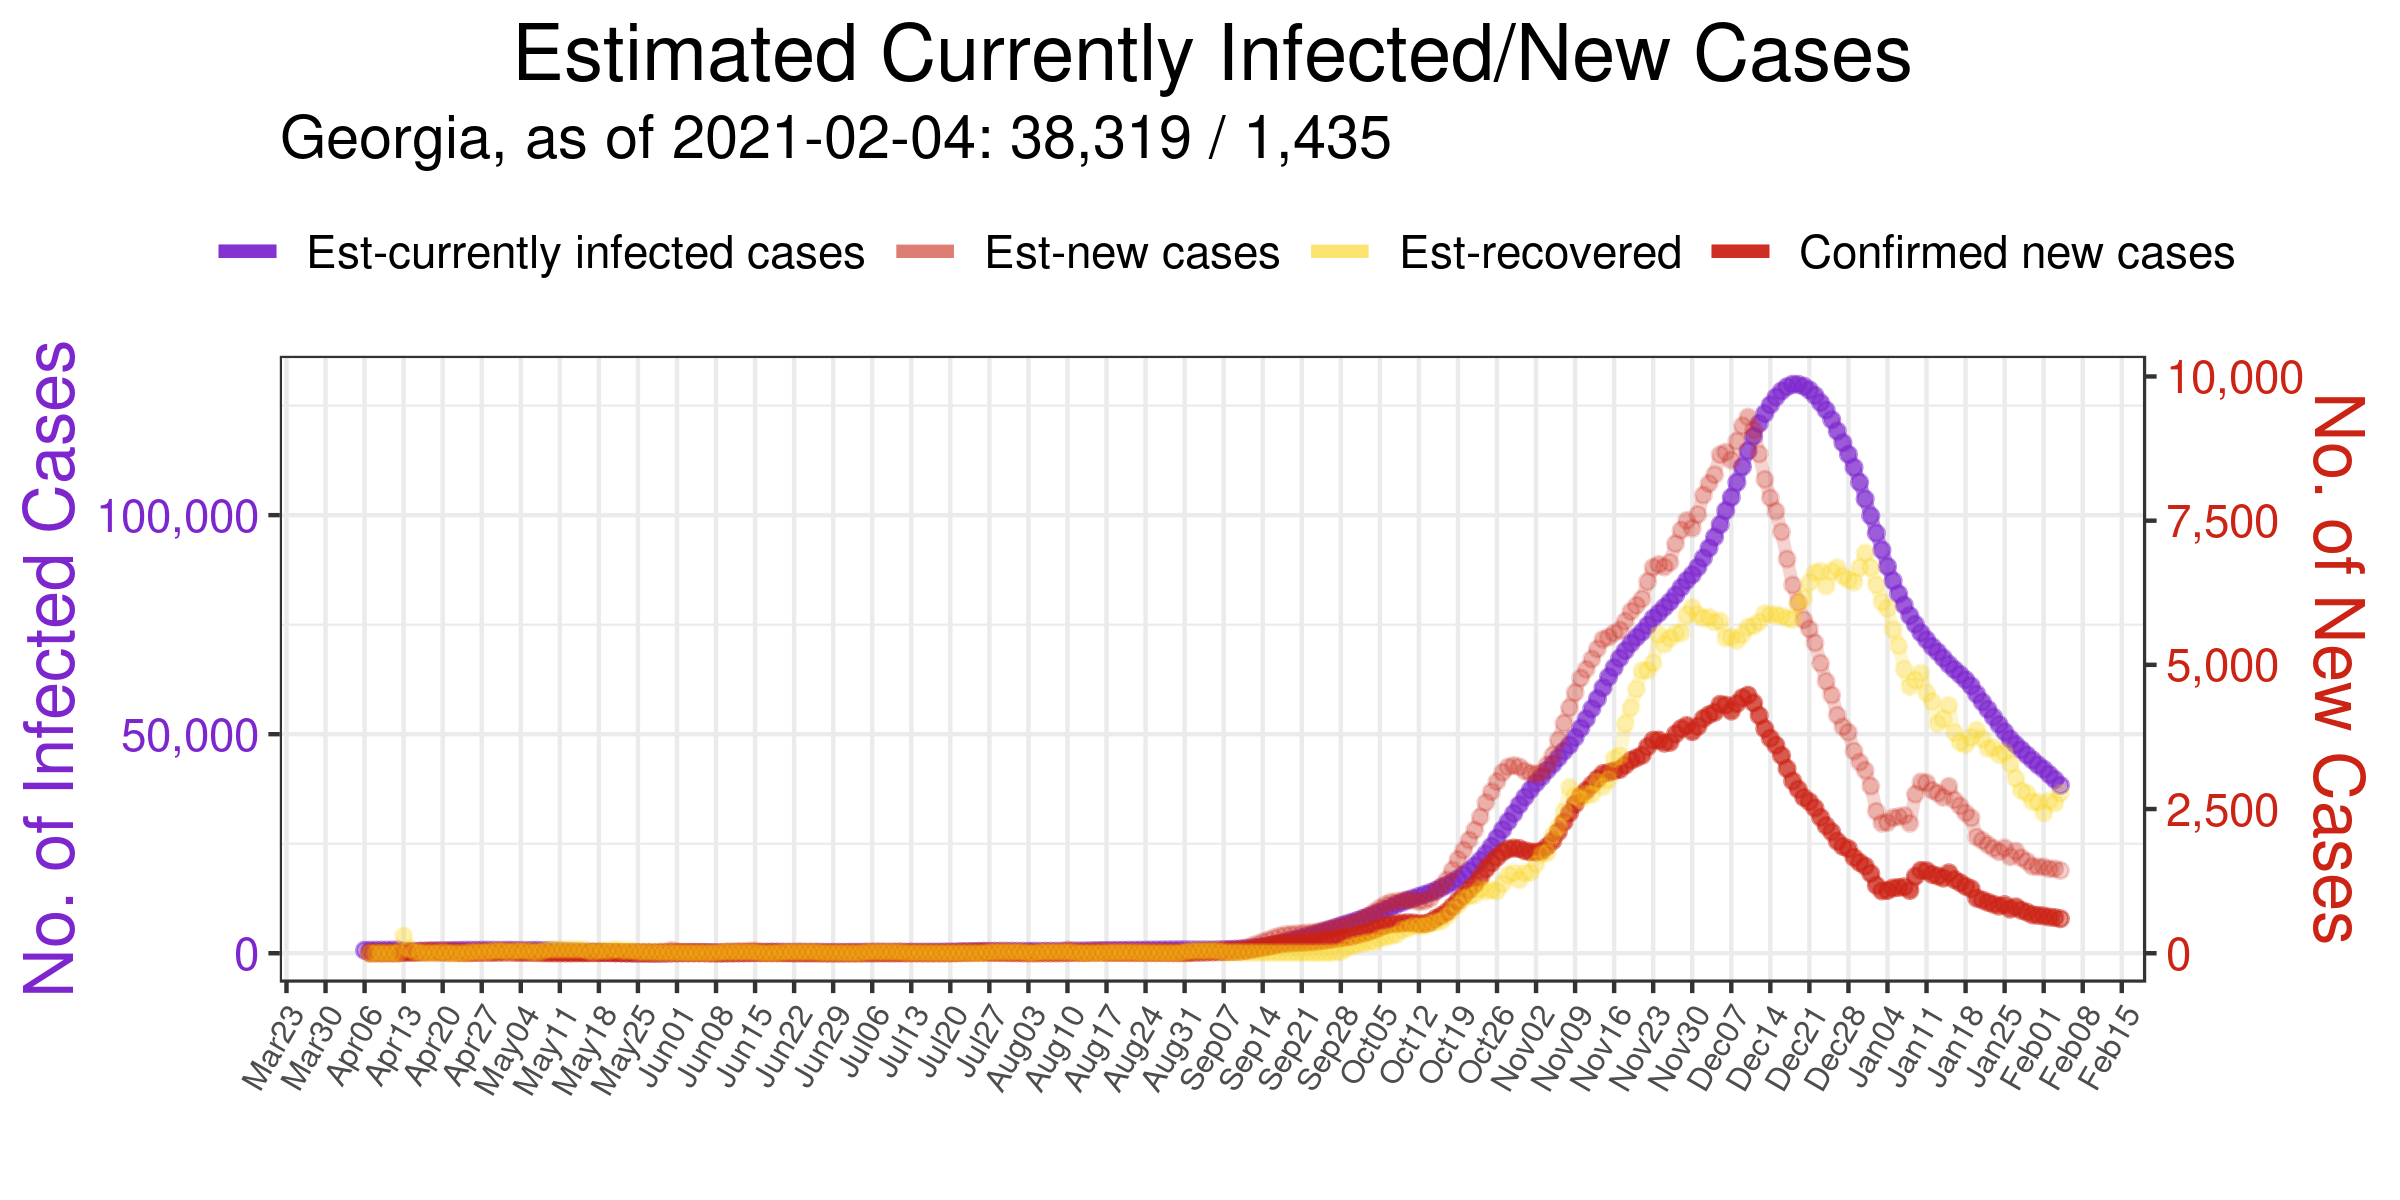 Estimated Currently Infected/New Cases
Georgia, as of 2021-02-04: 38,319 / 1,435
Est-currently infected cases
Est-new cases
Est-recovered
Confirmed new cases
No. of Infected Cases
100,000
50,000
0
10,000
7,500
5,000
2,500
0
No. of New Cases
Mar23
Mar30
Apr06
Apr13
Apr20
Apr27
May04
May11
May18
May25
Jun01
Jun08
Jun15
Jun22
Jun29
Jul06
Jul13
Jul20
Jul27
Aug03
Aug10
Aug17
Aug24
Aug31
Sep07
Sep14
Sep21
Sep28
Oct05
Oct12
Oct19
Oct26
Nov02
Nov09
Nov16
Nov23
Nov30
Dec07
Dec14
Dec21
Dec28
Jan04
Jan11
Jan18
Jan25
Feb01
Feb08
Feb15